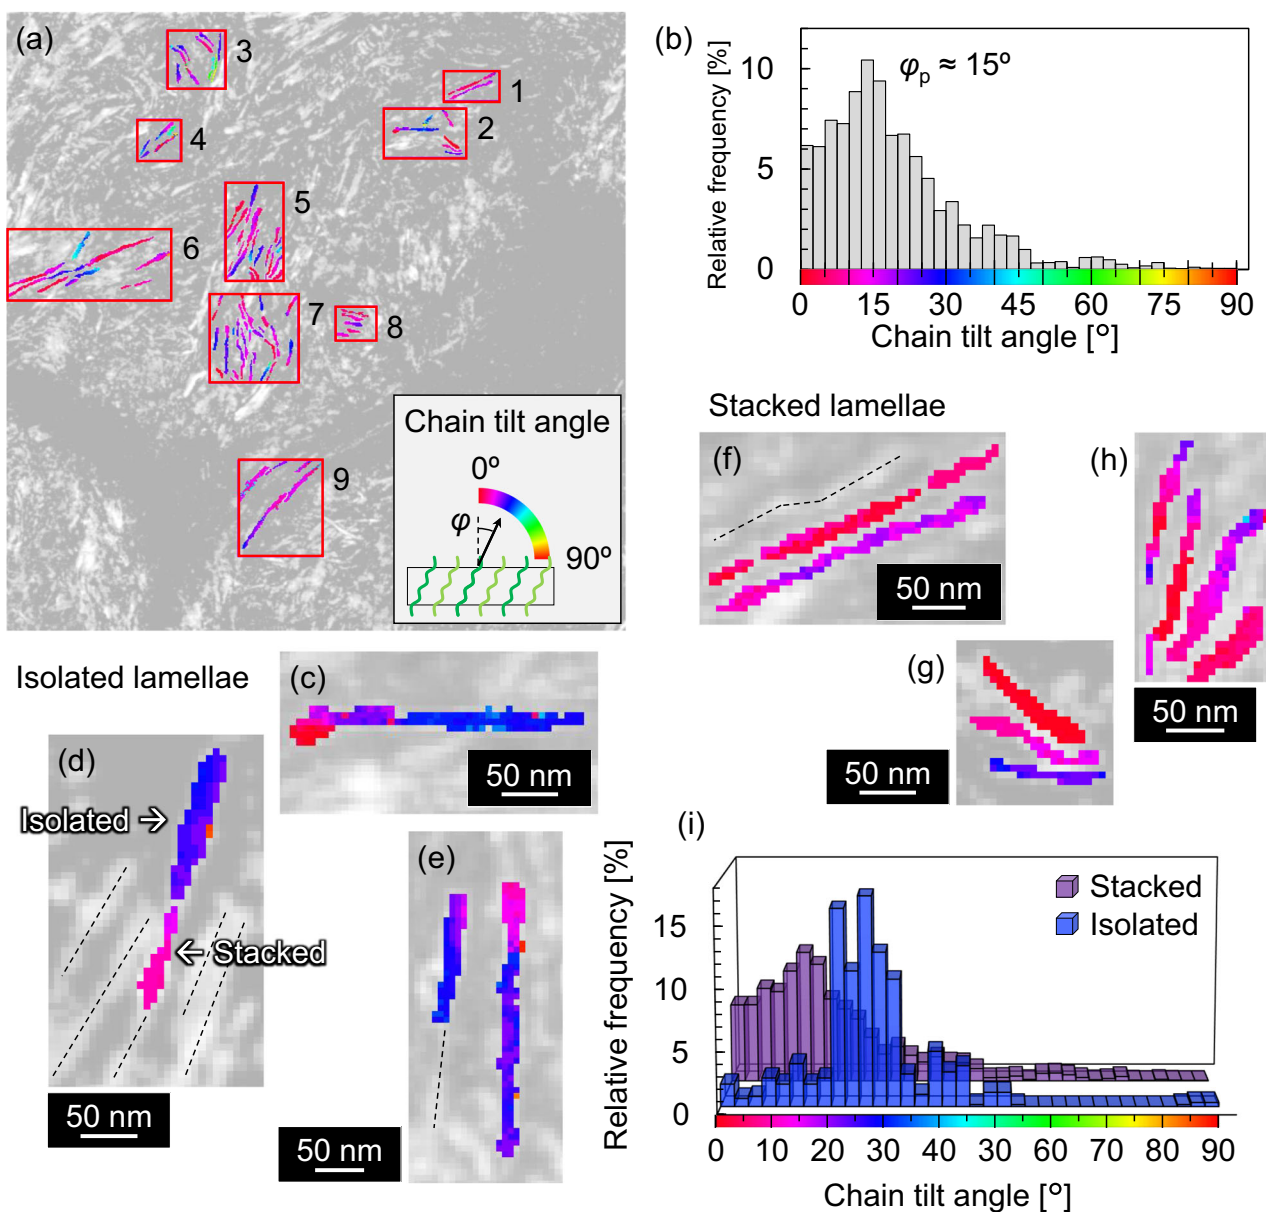 (a)
3
1
2
4
5
6
7
8
9
Chain tilt angle
0º
φ
90º
(b)
φp ≈ 15º
Relative frequency [%]
10
5
0
0 15 30 45 60 75 90
Chain tilt angle [°]
Isolated lamellae
(c)
50 nm
(d)
Isolated →
← Stacked
50 nm
(e)
50 nm
Stacked lamellae
(f)
50 nm
(g)
50 nm
(h)
50 nm
(i)
Stacked
Isolated
Relative frequency [%]
15
10
5
0
0 10 20 30 40 30 60 70 80 90
Chain tilt angle [°]